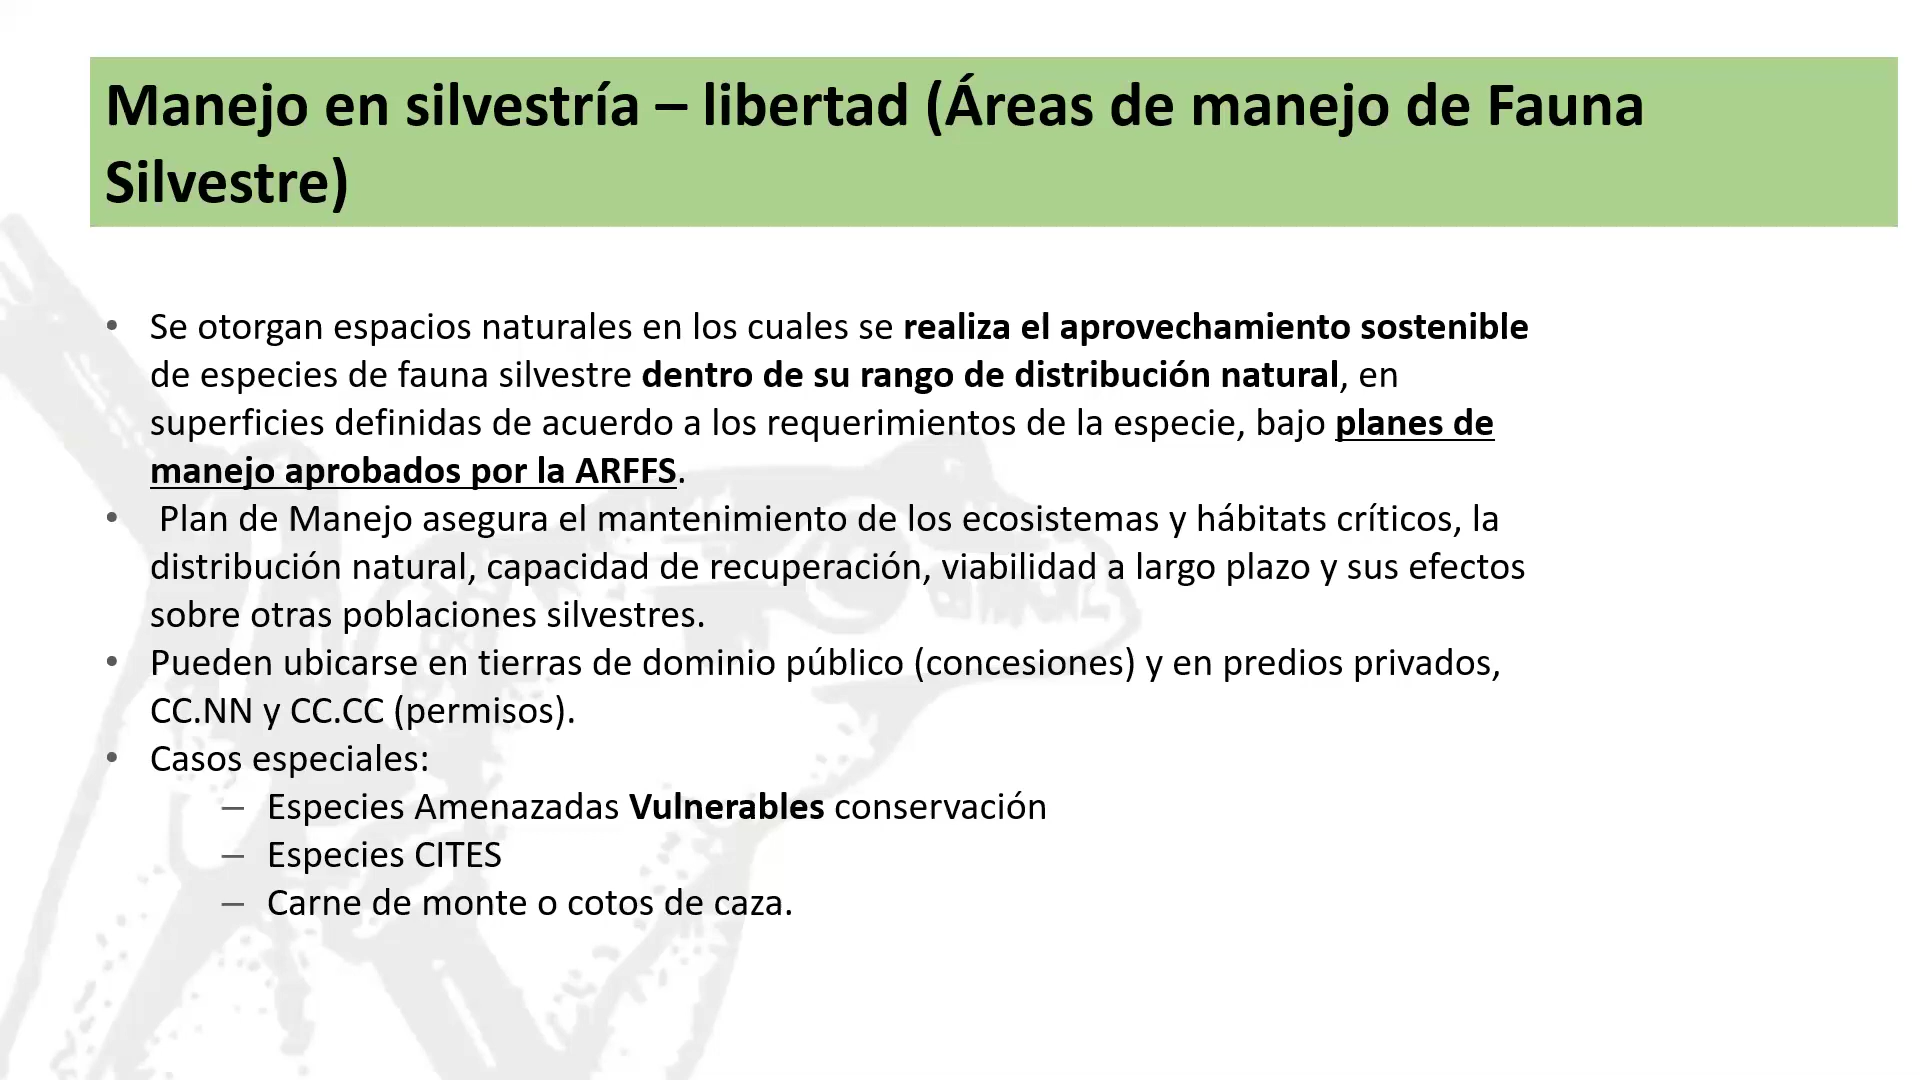 Manejo en silvestría – libertad (Áreas de manejo de Fauna
Silvestre)
• Se otorgan espacios naturales en los cuales se realiza el aprovechamiento sostenible
de especies de fauna silvestre dentro de su rango de distribución natural, en
superficies definidas de acuerdo a los requerimientos de la especie, bajo planes de
manejo aprobados por la ARFFS.
• Plan de Manejo asegura el mantenimiento de los ecosistemas y hábitats críticos, la
distribución natural, capacidad de recuperación, viabilidad a largo plazo y sus efectos
sobre otras poblaciones silvestres.
• Pueden ubicarse en tierras de dominio público (concesiones) y en predios privados,
CC.NN y CC.CC (permisos).
• Casos especiales:
– Especies Amenazadas Vulnerables conservación
– Especies CITES
– Carne de monte o cotos de caza.